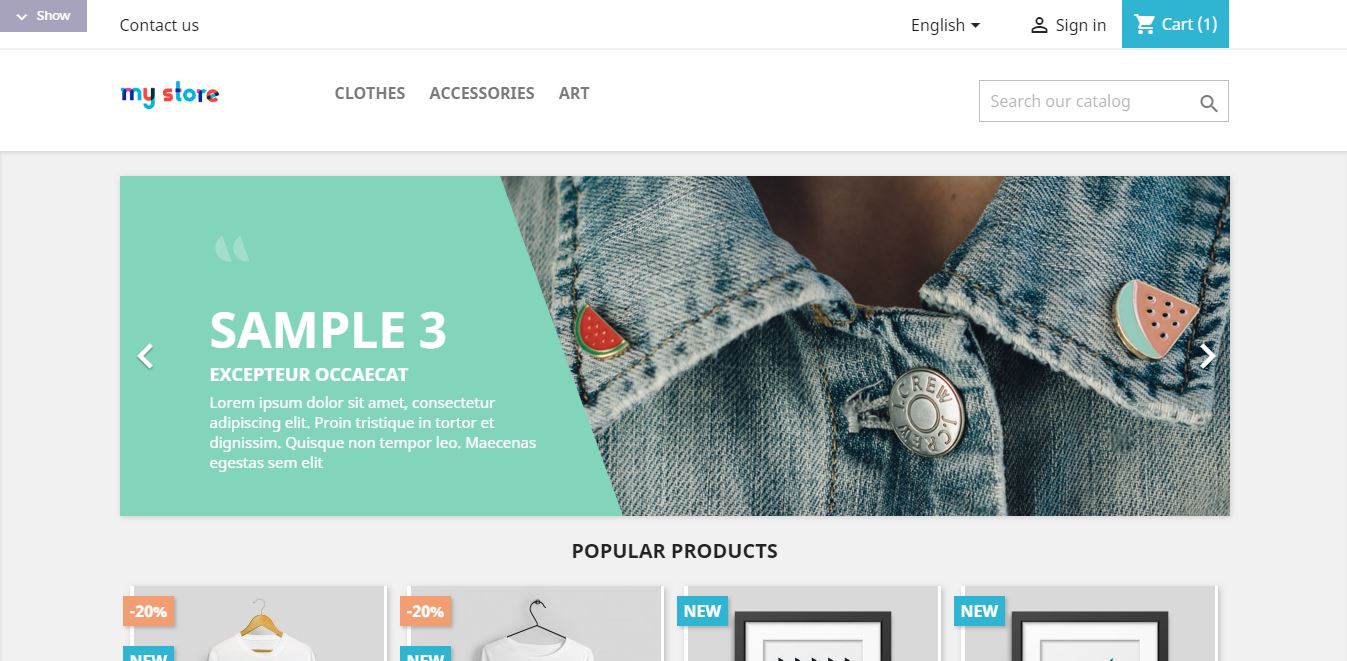 Show
Contact us
English
Sign in
Cart (1)
my store
CLOTHES
ACCESSORIES
ART
Search our catalog
SAMPLE 3
EXCEPTEUR OCCAECAT
Lorem ipsum dolor sit amet, consectetur
adipiscing elit. Proin tristique in tortor et
dignissim. Quisque non tempor leo. Maecenas
egestas sem elit
J.CREW J.CREW
POPULAR PRODUCTS
-20%
-20%
NEW
NEW
NEW
NEW